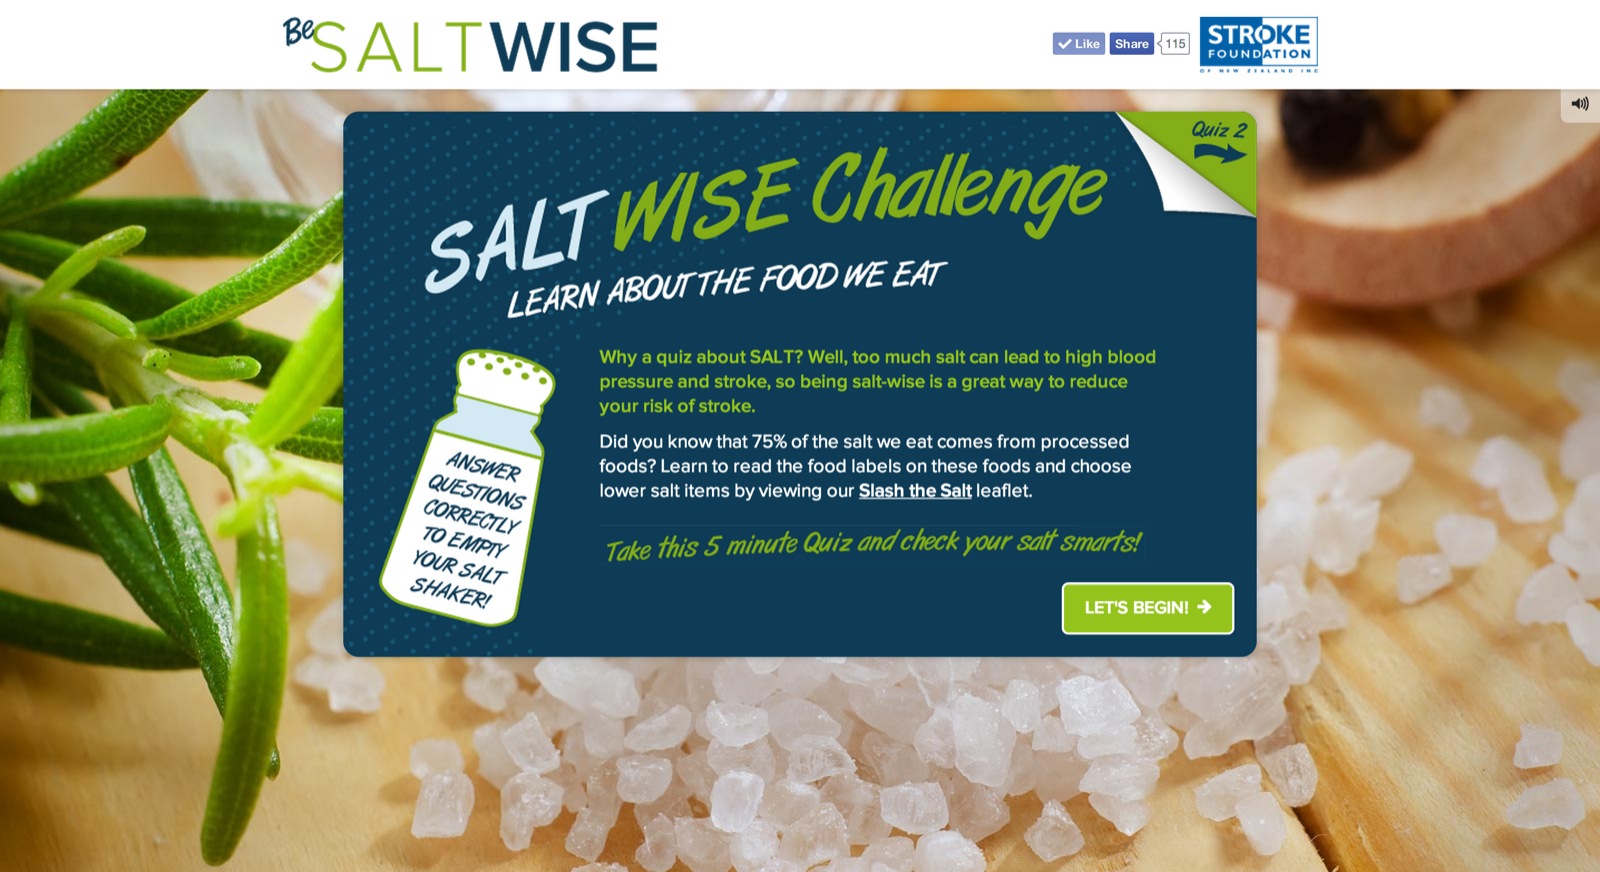 Be SALTWISE
Like Share 115
STROKE
FOUNDATION
OF NEW ZEALAND INC
Quiz 2
SALT WISE Challenge
LEARN ABOUT THE FOOD WE EAT
Why a quiz about SALT? Well, too much salt can lead to high blood
pressure and stroke, so being salt-wise is a great way to reduce
your risk of stroke.
Did you know that 75% of the salt we eat comes from processed
foods? Learn to read the food labels on these foods and choose
lower salt items by viewing our Slash the Salt leaflet.
ANSWER
QUESTIONS
CORRECTLY
TO EMPTY
YOUR SALT
SHAKER!
Take this 5 minute Quiz and check your salt smarts!
LET'S BEGIN!